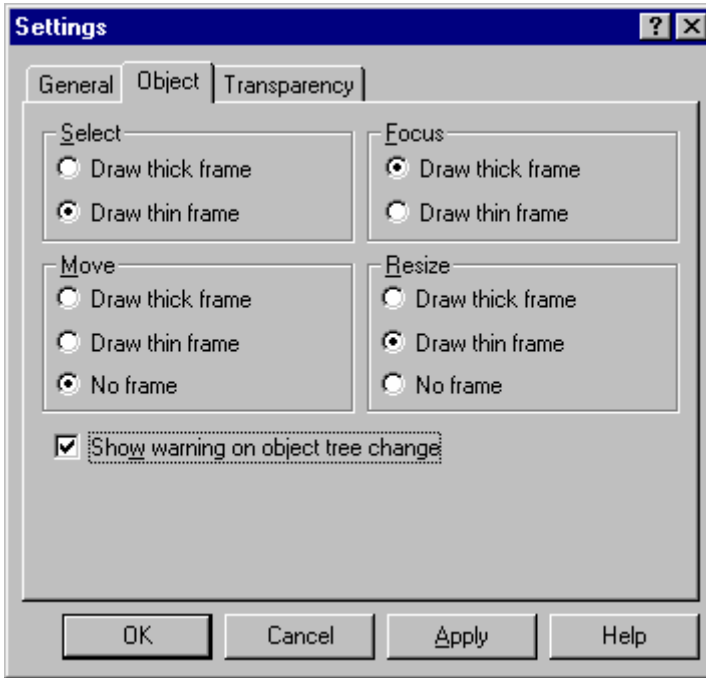 Settings
General Object Transparency
Select
Draw thick frame
Draw thin frame
Focus
Draw thick frame
Draw thin frame
Move
Draw thick frame
Draw thin frame
No frame
Resize
Draw thick frame
Draw thin frame
No frame
Show warning on object tree change
OK Cancel Apply Help